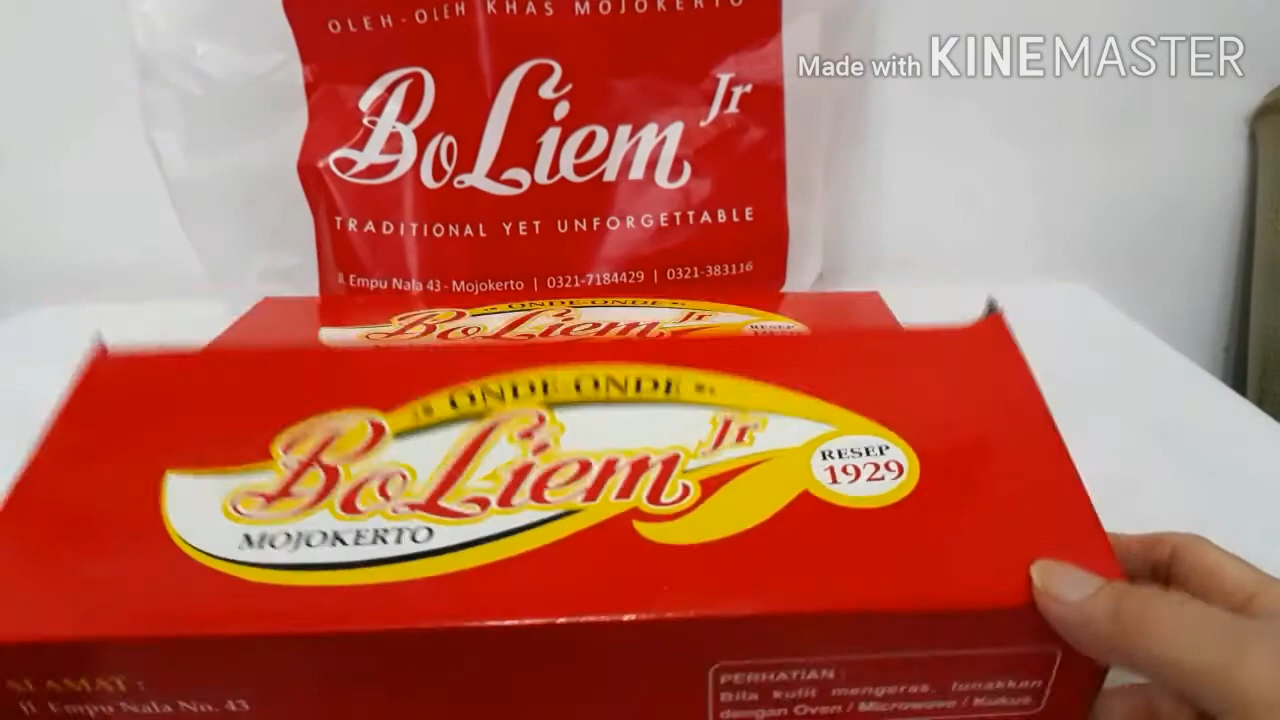 OLEH-OLEH KHAS MOJOKERTO
Made with KINEMASTER
BoLiem Jr
TRADITIONAL YET UNFORGETTABLE
Jl. Empu Nala 43 - Mojokerto | 0321-7184429 | 0321-383116
ONDE-ONDE
BoLiem Jr
RESEP
ONDE-ONDE
BoLiem Jr
RESEP
1929
MOJOKERTO
ALAMAT :
Jl. Empu Nala No. 43
PERHATIAN :
Bila kulit mengeras, lunakkan
dengan Oven / Microwave / Kukus